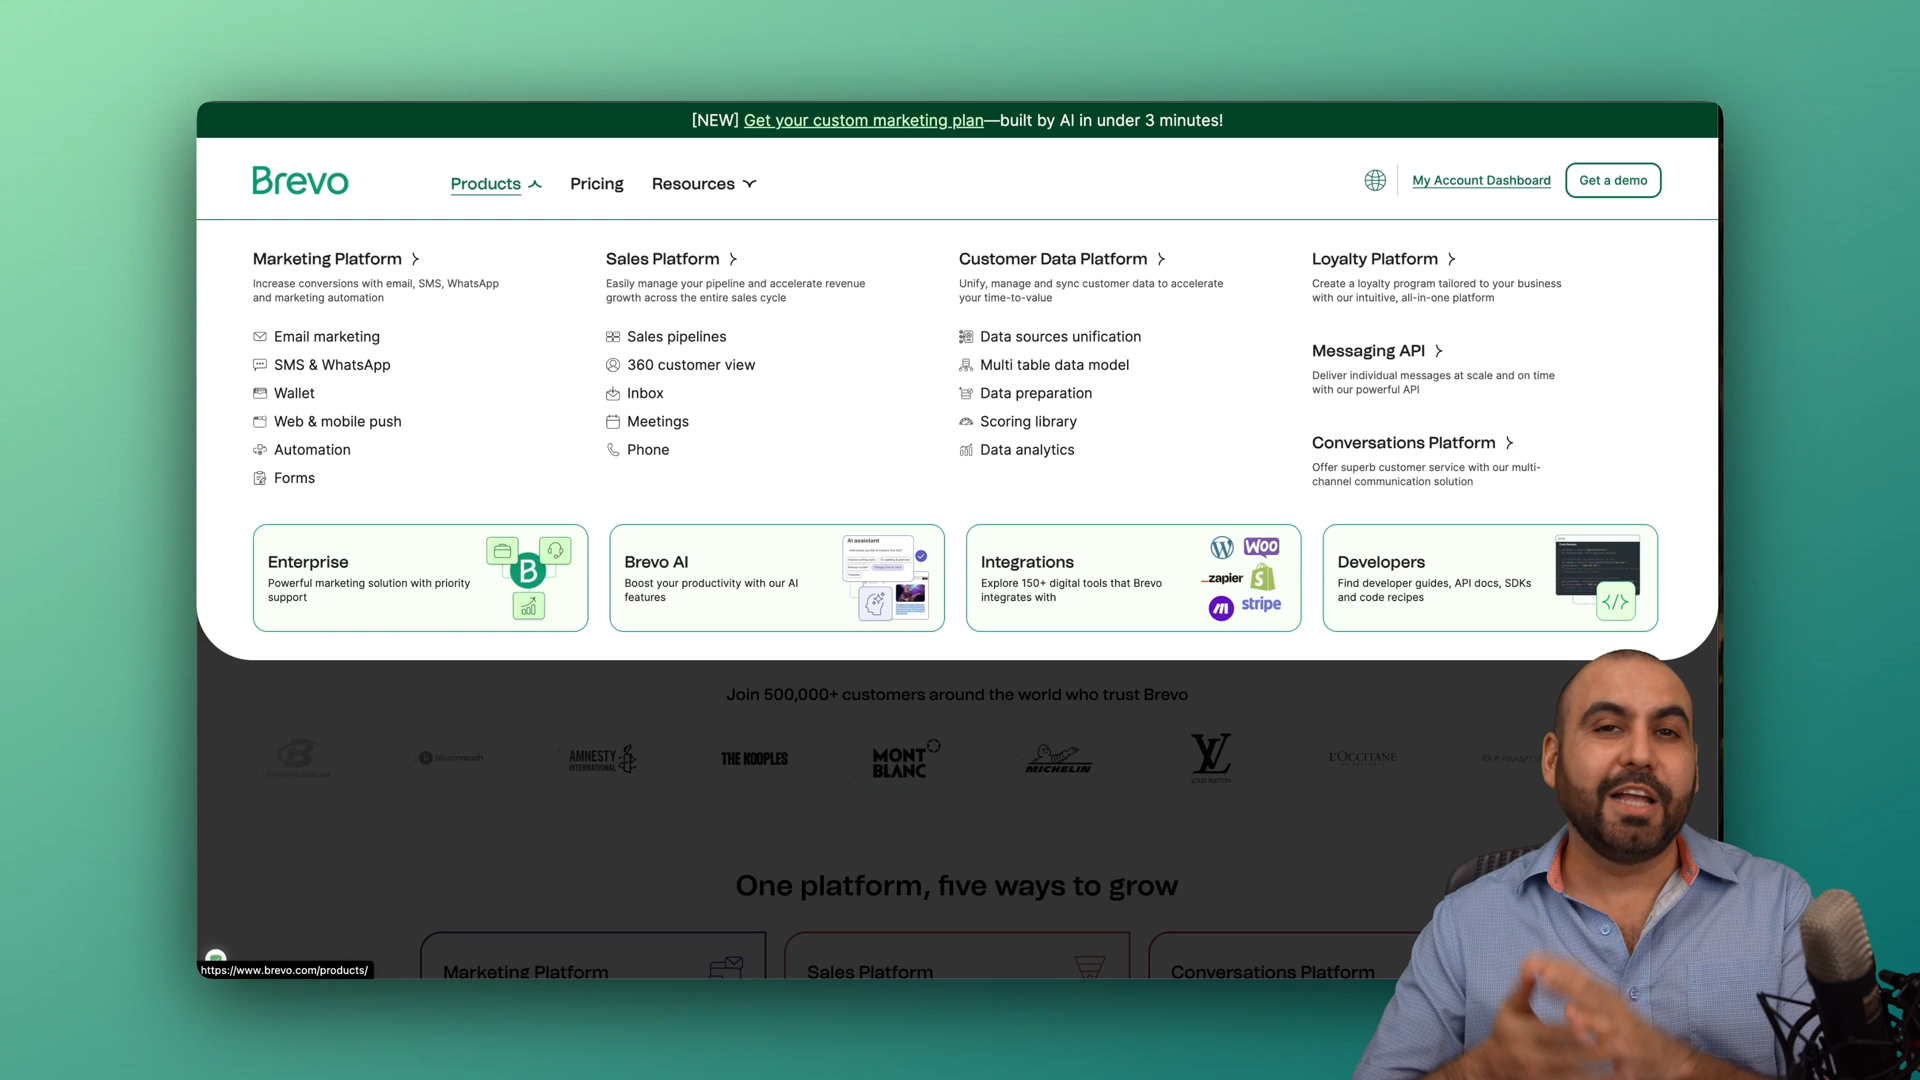 [NEW] Get your custom marketing plan—built by AI in under 3 minutes!
Brevo
Products
Pricing
Resources
My Account Dashboard
Get a demo
Marketing Platform
Increase conversions with email, SMS, WhatsApp
and marketing automation
Email marketing
SMS & WhatsApp
Wallet
Web & mobile push
Automation
Forms
Sales Platform
Easily manage your pipeline and accelerate revenue
growth across the entire sales cycle
Sales pipelines
360 customer view
Inbox
Meetings
Phone
Customer Data Platform
Unify, manage and sync customer data to accelerate
your time-to-value
Data sources unification
Multi table data model
Data preparation
Scoring library
Data analytics
Loyalty Platform
Create a loyalty program tailored to your business
with our intuitive, all-in-one platform
Messaging API
Deliver individual messages at scale and on time
with our powerful API
Conversations Platform
Offer superb customer service with our multi-
channel communication solution
Enterprise
Powerful marketing solution with priority
support
B
Brevo AI
Boost your productivity with our AI
features
AI assistant
Integrations
Explore 150+ digital tools that Brevo
integrates with
WOO
zapier
stripe
Developers
Find developer guides, API docs, SDKs
and code recipes
</>
Join 500,000+ customers around the world who trust Brevo
bloomreach
AMNESTY
INTERNATIONAL
THE KOOPLES
MONT
BLANC
MICHELIN
LV
LOUIS VUITTON
L'OCCITANE
One platform, five ways to grow
Marketing Platform
Sales Platform
Conversations Platform
https://www.brevo.com/products/